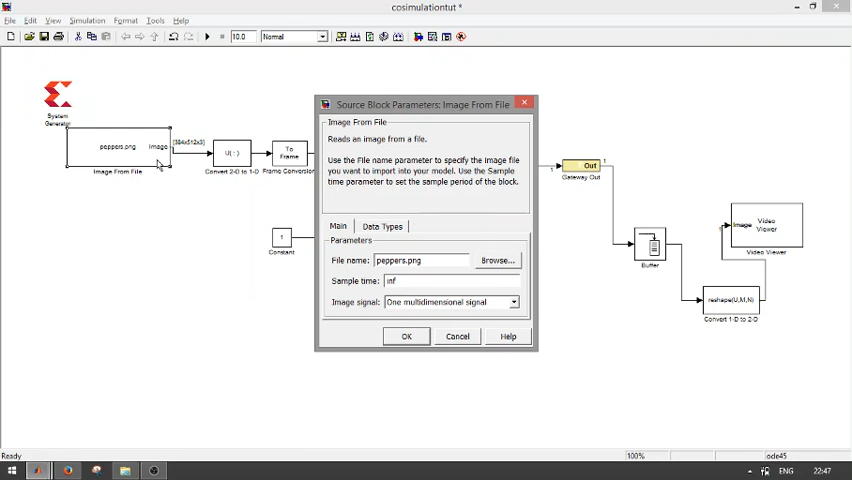 cosimulationtut *
File Edit View Simulation Format Tools Help
10.0 Normal
System
Generator
peppers.png Image
Image From File
[384x512x3]
U( : )
Convert 2-D to 1-D
To
Frame
Frame Conversion
1
Constant
Source Block Parameters: Image From File
Image From File
Reads an image from a file.
Use the File name parameter to specify the image file
you want to import into your model. Use the Sample
time parameter to set the sample period of the block.
Main Data Types
Parameters
File name: peppers.png Browse...
Sample time: inf
Image signal: One multidimensional signal
OK Cancel Help
1
Out 1
Gateway Out
Buffer
Image Video
Viewer
Video Viewer
reshape(U,M,N)
Convert 1-D to 2-D
Ready 100% ode45
ENG 22:47